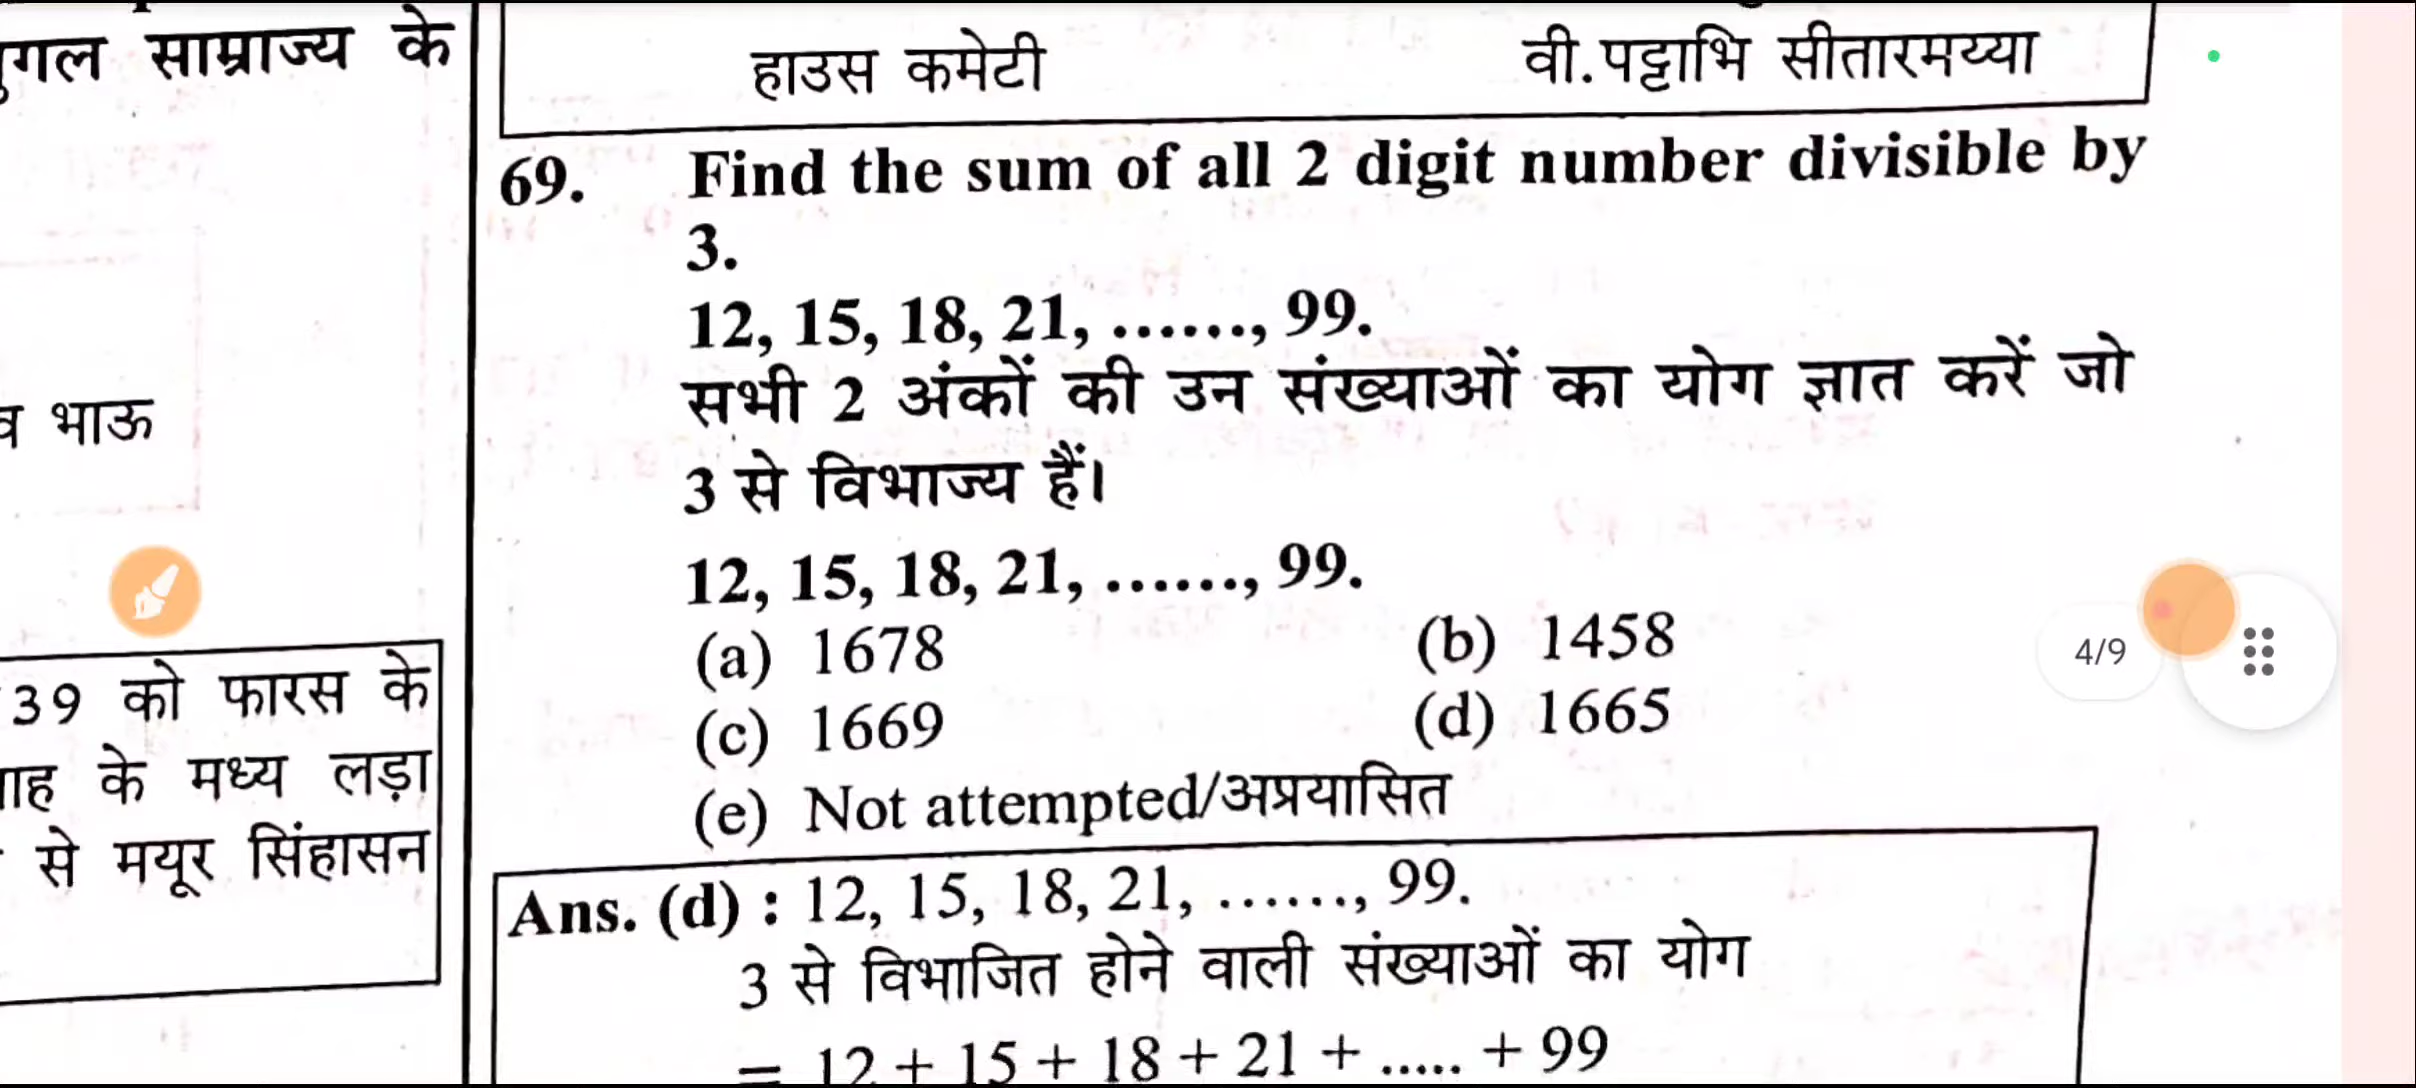 साम्राज्य के
व भाऊ
39 को फारस के
के मध्य लड़ा
से मयूर सिंहासन
हाउस कमेटी वी.पट्टाभि सीतारमय्या
69. Find the sum of all 2 digit number divisible by
3.
12, 15, 18, 21, ......, 99.
सभी 2 अंकों की उन संख्याओं का योग ज्ञात करें जो
3 से विभाज्य हैं।
12, 15, 18, 21, ......, 99.
(a) 1678 (b) 1458
(c) 1669 (d) 1665
(e) Not attempted/अप्रयासित
Ans. (d) : 12, 15, 18, 21, ......, 99.
3 से विभाजित होने वाली संख्याओं का योग
= 12 + 15 + 18 + 21 + ..... + 99
4/9